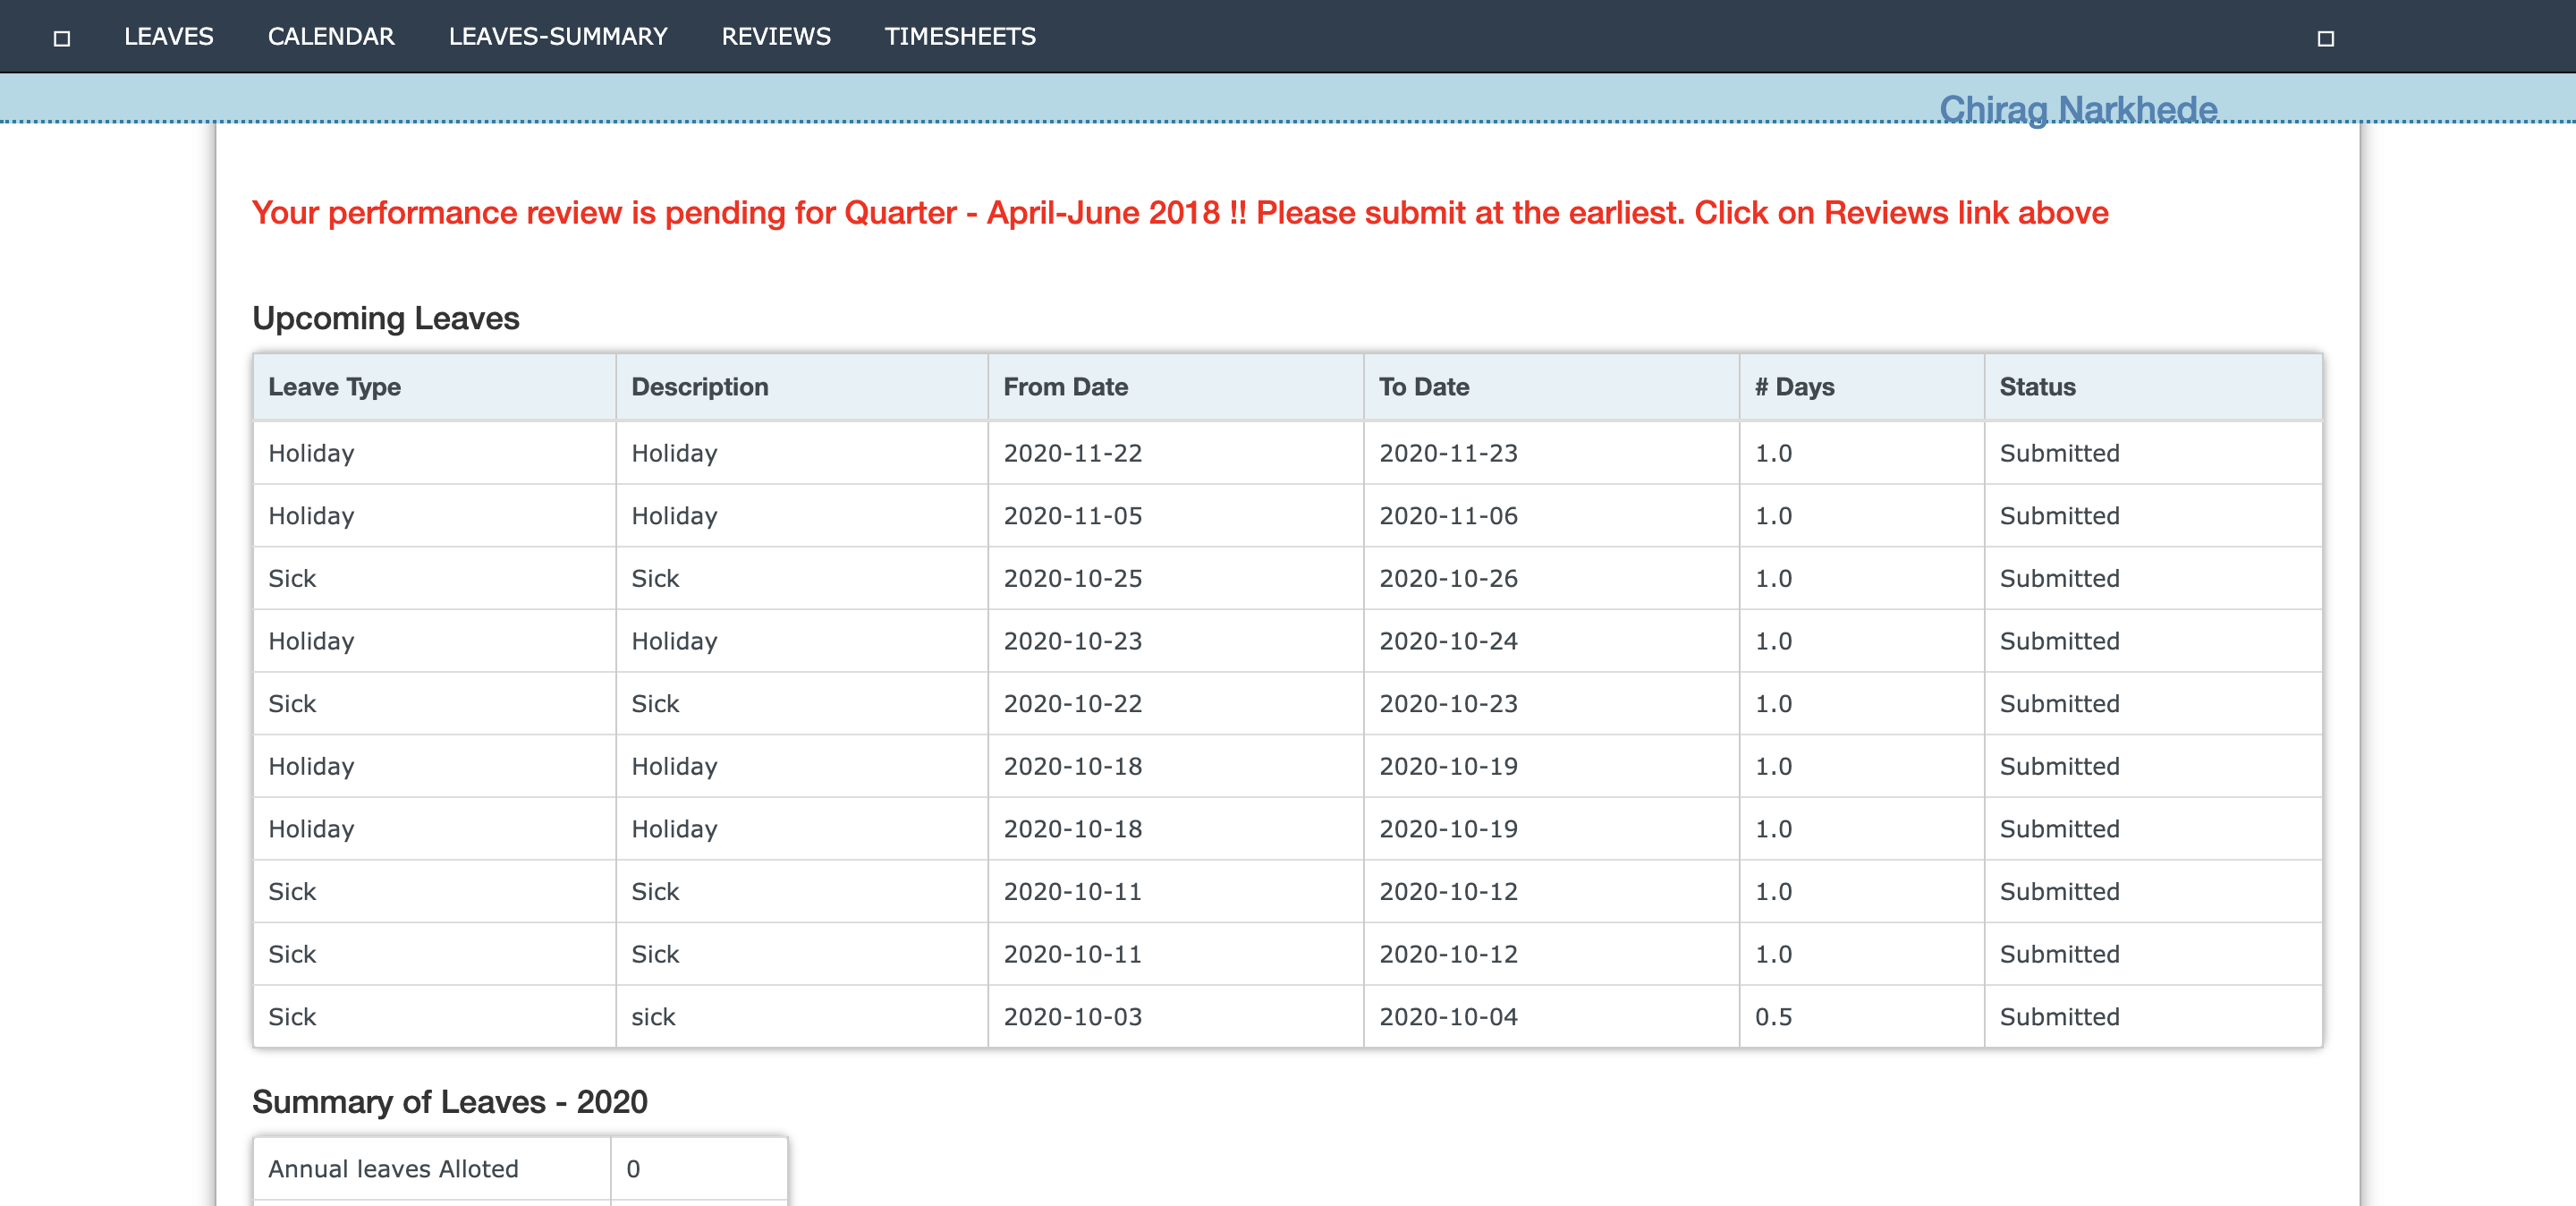 LEAVES CALENDAR LEAVES-SUMMARY REVIEWS TIMESHEETS
Chirag Narkhede
Your performance review is pending for Quarter - April-June 2018 !! Please submit at the earliest. Click on Reviews link above
Upcoming Leaves
Leave Type Description From Date To Date # Days Status
Holiday Holiday 2020-11-22 2020-11-23 1.0 Submitted
Holiday Holiday 2020-11-05 2020-11-06 1.0 Submitted
Sick Sick 2020-10-25 2020-10-26 1.0 Submitted
Holiday Holiday 2020-10-23 2020-10-24 1.0 Submitted
Sick Sick 2020-10-22 2020-10-23 1.0 Submitted
Holiday Holiday 2020-10-18 2020-10-19 1.0 Submitted
Holiday Holiday 2020-10-18 2020-10-19 1.0 Submitted
Sick Sick 2020-10-11 2020-10-12 1.0 Submitted
Sick Sick 2020-10-11 2020-10-12 1.0 Submitted
Sick sick 2020-10-03 2020-10-04 0.5 Submitted
Summary of Leaves - 2020
Annual leaves Alloted 0